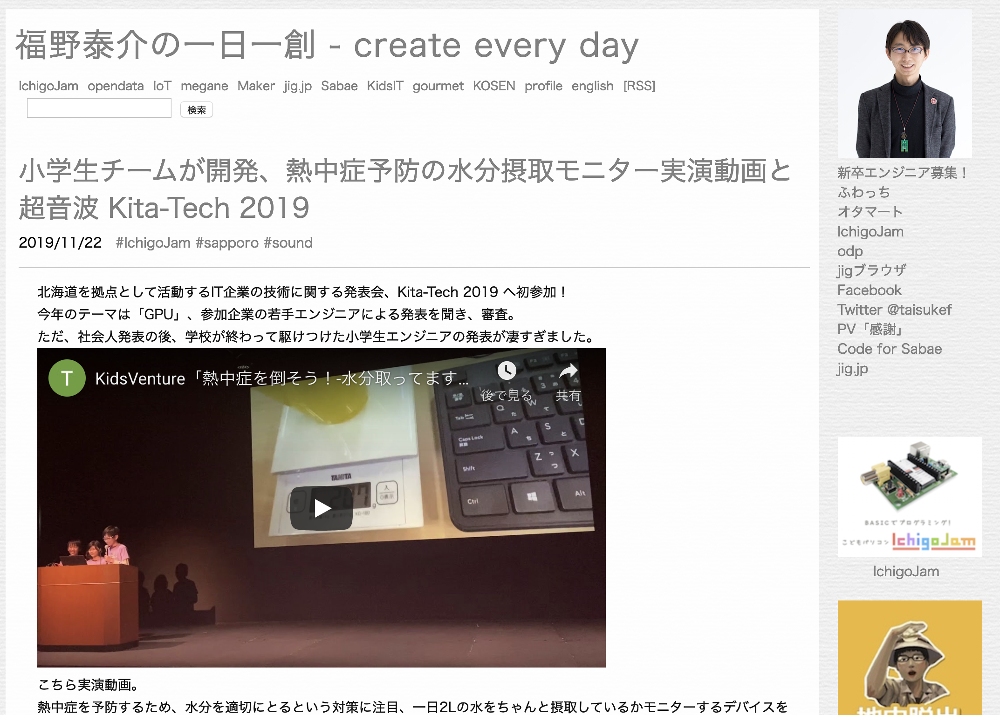 福野泰介の一日一創 - create every day
IchigoJam opendata IoT megane Maker jig.jp Sabae KidsIT gourmet KOSEN profile english [RSS]
検索
小学生チームが開発、熱中症予防の水分摂取モニター実演動画と
超音波 Kita-Tech 2019
2019/11/22 #IchigoJam #sapporo #sound
北海道を拠点として活動するIT企業の技術に関する発表会、Kita-Tech 2019 へ初参加！
今年のテーマは「GPU」、参加企業の若手エンジニアによる発表を聞き、審査。
ただ、社会人発表の後、学校が終わって駆けつけた小学生エンジニアの発表が凄すぎました。
T
KidsVenture「熱中症を倒そう！-水分取ってます...
後で見る 共有
Tab
Q た W て
Caps Lock
A ち S と D
Shift
Z つ っ X
Ctrl
Alt
TANITA
入
0表示
g
KD-180
こちら実演動画。
熱中症を予防するため、水分を適切にとるという対策に注目、一日2Lの水をちゃんと摂取しているかモニターするデバイスを
新卒エンジニア募集！
ふわっち
オタマート
IchigoJam
odp
jigブラウザ
Facebook
Twitter @taisukef
PV「感謝」
Code for Sabae
jig.jp
BASICでプログラミング!
こどもパソコン IchigoJam
IchigoJam
地中脱出